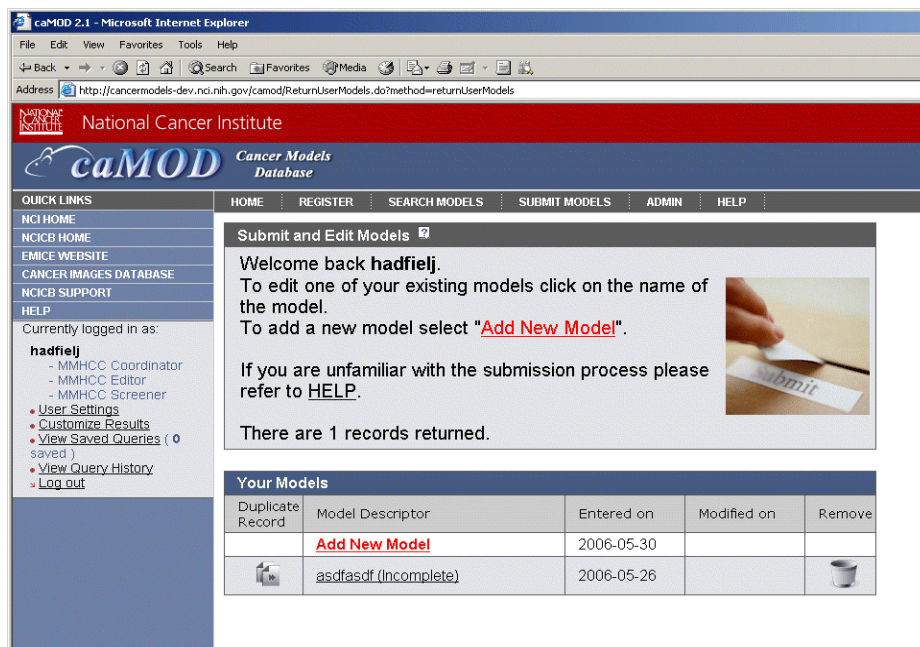 caMOD 2.1 - Microsoft Internet Explorer
File Edit View Favorites Tools Help
Back Search Favorites Media
Address http://cancermodels-dev.nci.nih.gov/camod/ReturnUserModels.do?method=returnUserModels
NATIONAL CANCER INSTITUTE National Cancer Institute
caMOD Cancer Models Database
QUICK LINKS HOME REGISTER SEARCH MODELS SUBMIT MODELS ADMIN HELP
NCI HOME
NCICB HOME
EMICE WEBSITE
CANCER IMAGES DATABASE
NCICB SUPPORT
HELP
Currently logged in as:
hadfielj
- MMHCC Coordinator
- MMHCC Editor
- MMHCC Screener
User Settings
Customize Results
View Saved Queries ( 0
saved )
View Query History
Log out
Submit and Edit Models ?
Welcome back hadfielj.
To edit one of your existing models click on the name of
the model.
To add a new model select "Add New Model".
If you are unfamiliar with the submission process please
refer to HELP.
There are 1 records returned.
submit
Your Models
Duplicate Record Model Descriptor Entered on Modified on Remove
Add New Model 2006-05-30
asdfasdf (Incomplete) 2006-05-26